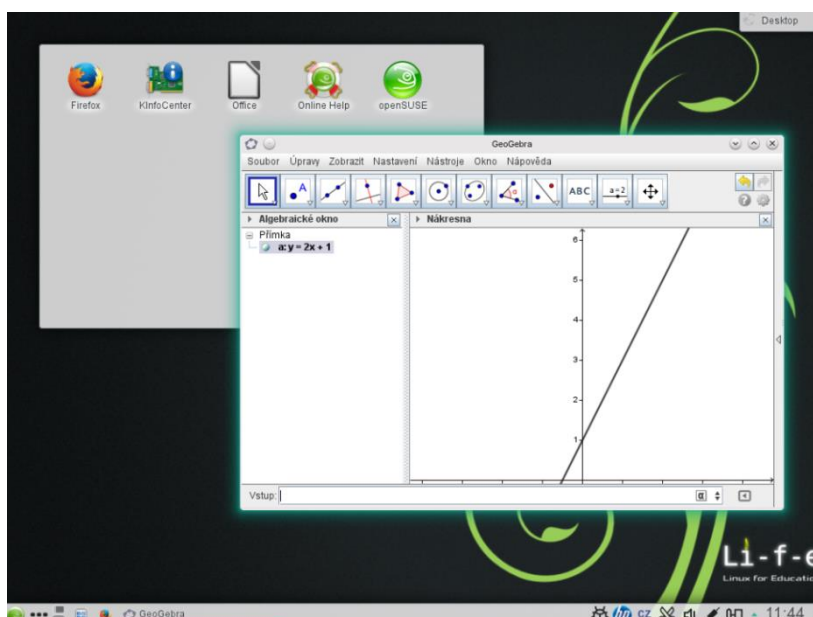 Desktop
Firefox KInfoCenter Office Online Help openSUSE
GeoGebra
Soubor Úpravy Zobrazit Nastavení Nástroje Okno Nápověda
A α ABC a=2
Algebraické okno
Nákresna
Přímka
a: y = 2x + 1
6
5
4
3
2
1
Vstup: α
Li-f-e
Linux for Educatio
GeoGebra hp cz 11:44